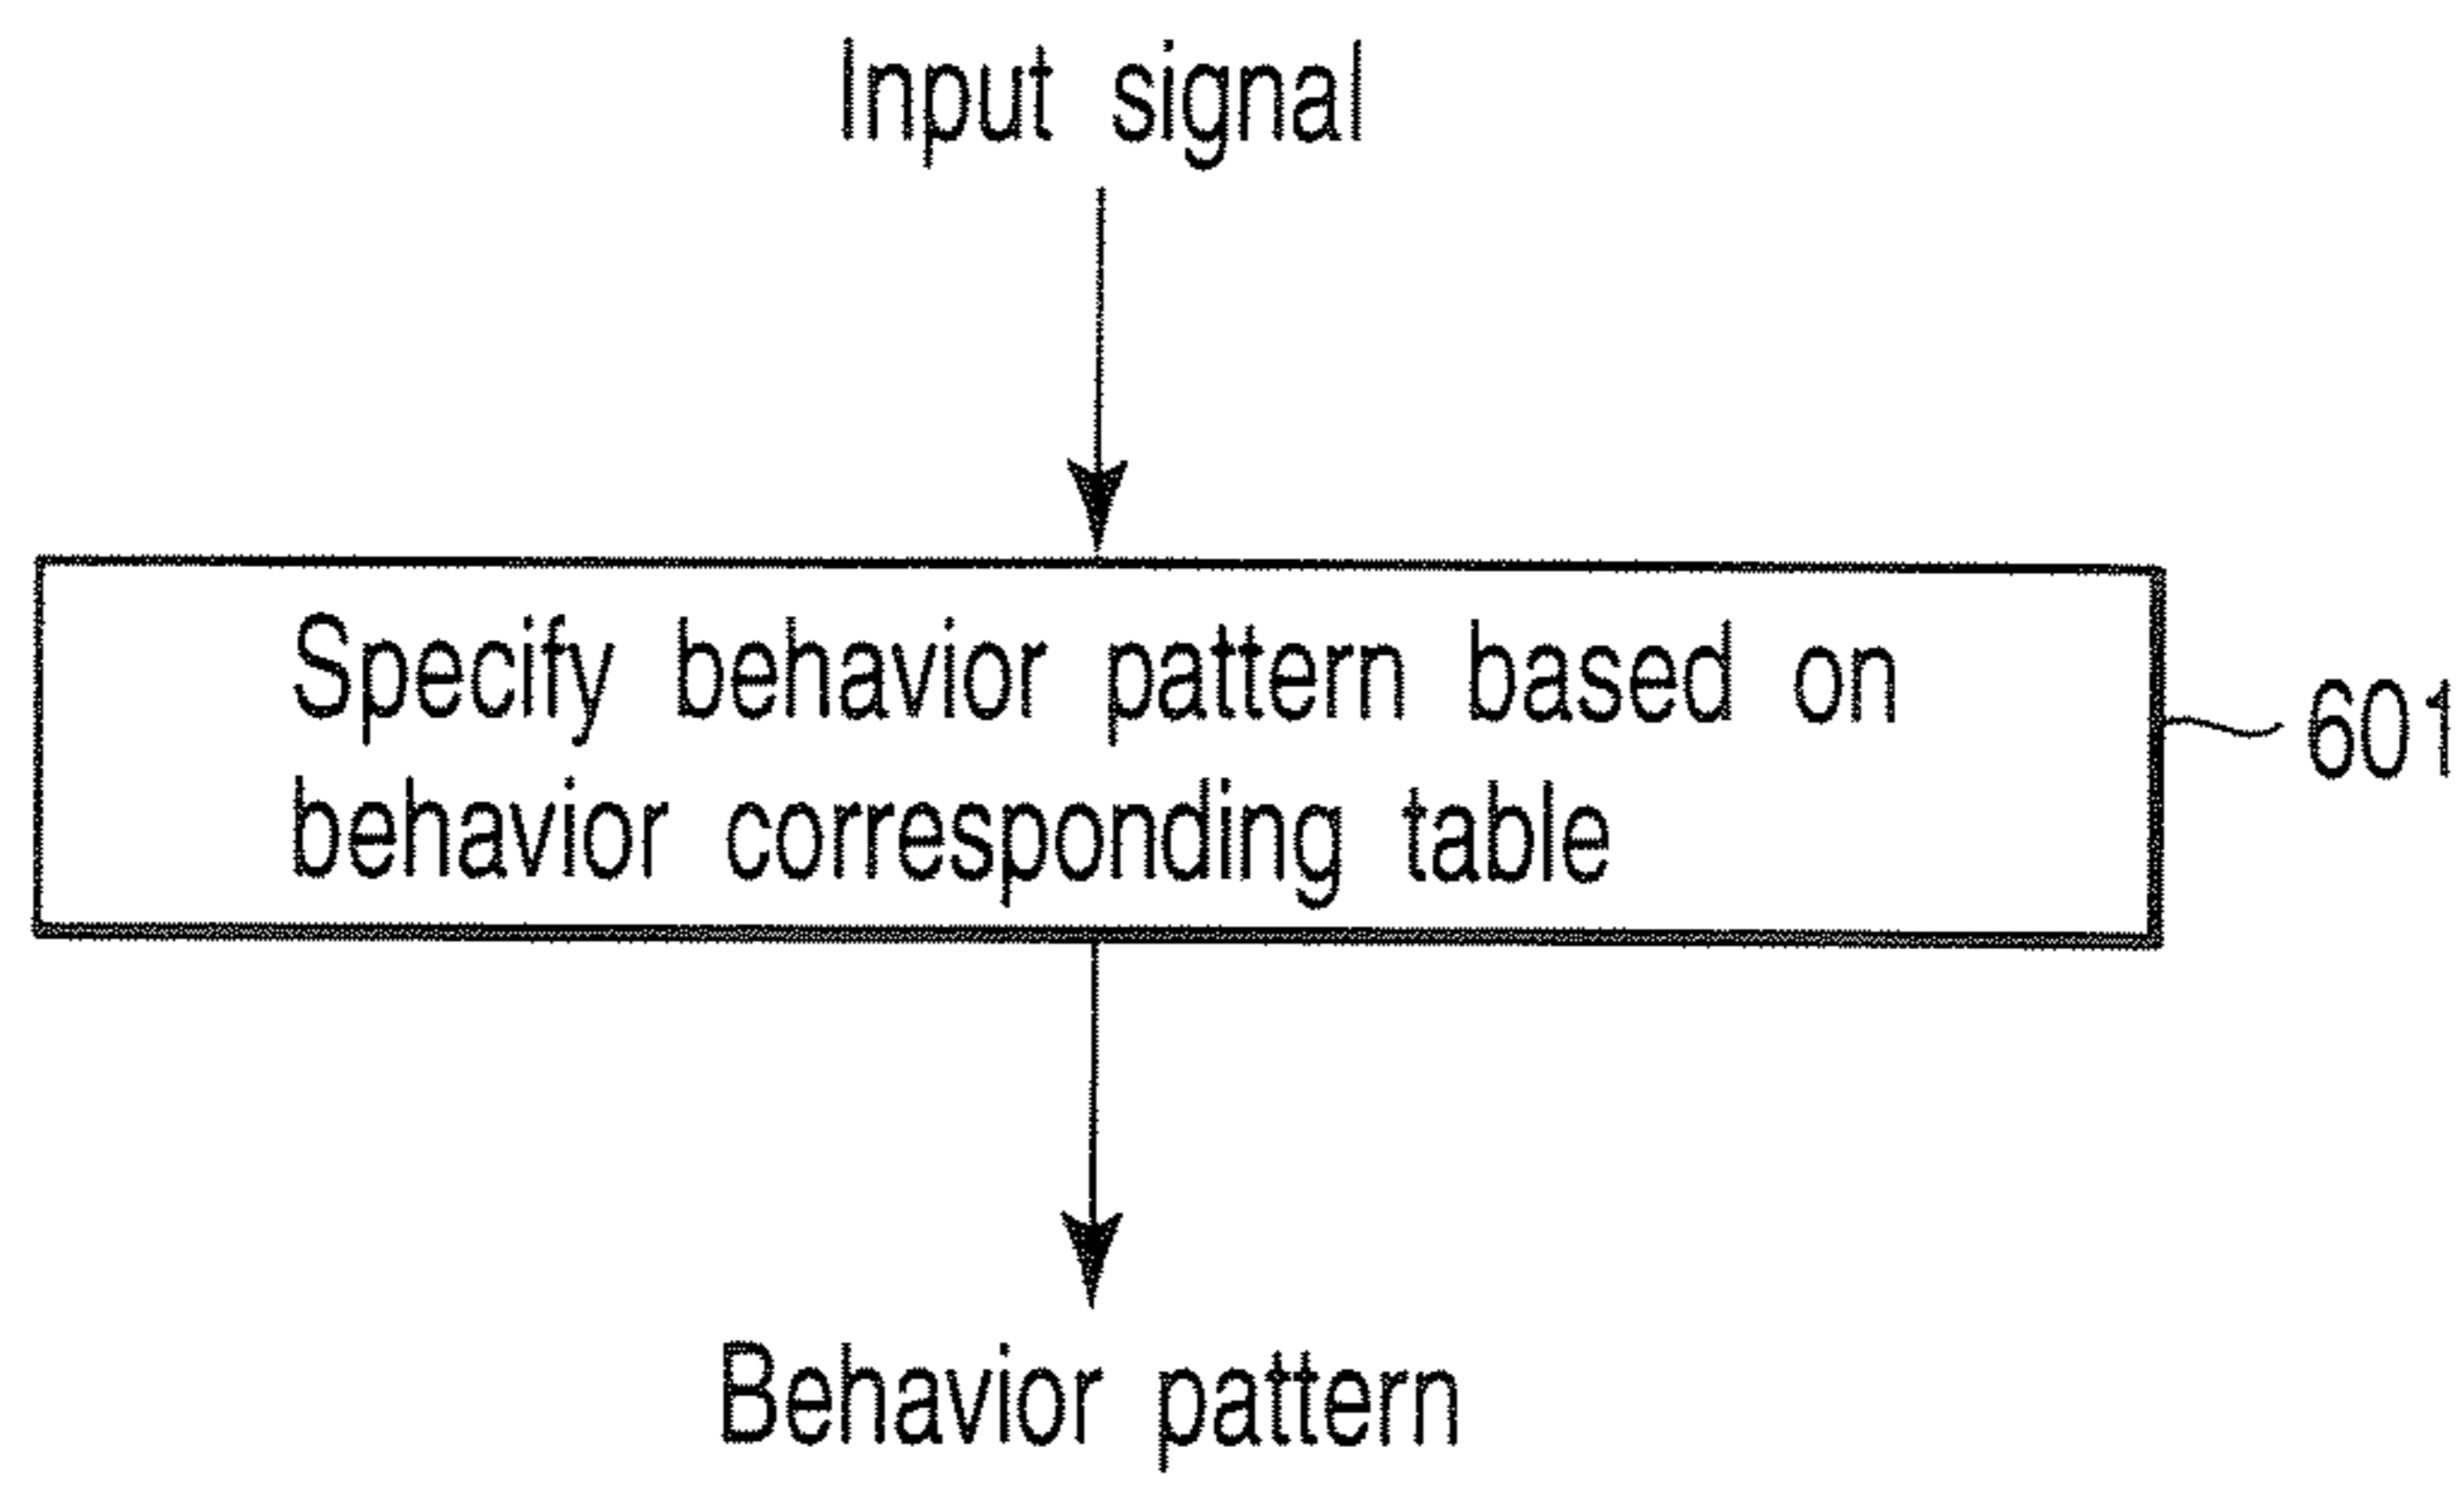 Input signal
Specify behavior pattern based on
behavior corresponding table
601
Behavior pattern